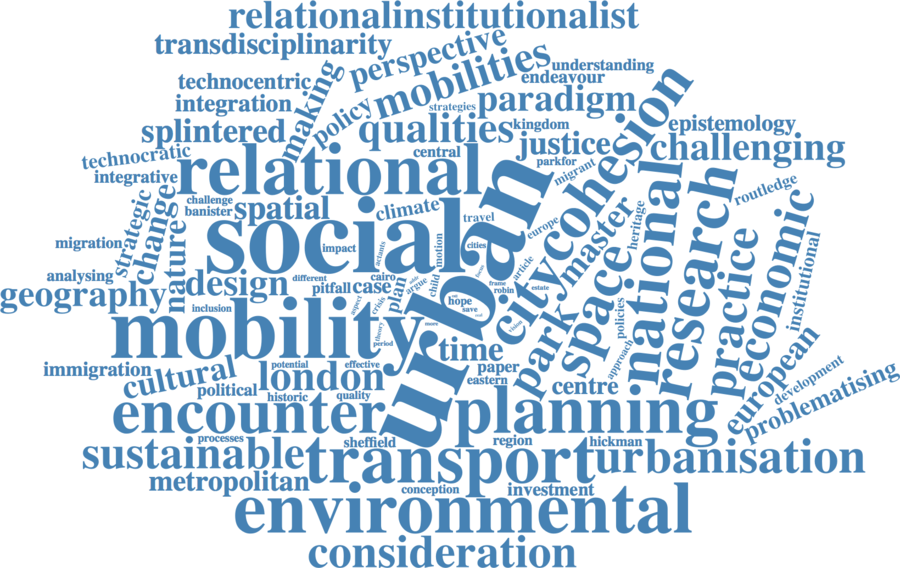 relationalinstitutionalist
transdisciplinarity
perspective
understanding
technocentric
making
mobilities
endeavour
integration
policy
strategies
paradigm
cohesion
splintered
qualities
kingdom
justice
epistemology
technocratic
central
parkfor
challenging
integrative
relational
migrant
routledge
challenge
banister
spatial
climate
travel
urban
europe
heritage
national
research
strategic
change
nature
social
impact
actants
motion
cities
city
master
economic
institutional
migration
analysing
geography
design
different
pitfall
case
cairo
plan
argue
child
article
frame
robin
estate
space
policies
practice
inclusion
mobility
aspect
crisis
hope
save
vision
park
theory
period
more
time
approach
european
immigration
cultural
potential
effective
paper
eastern
centre
development
political
london
historic
quality
problematising
encounter
planning
processes
sheffield
region
hickman
sustainable
transport
urbanisation
metropolitan
conception
investment
environmental
consideration